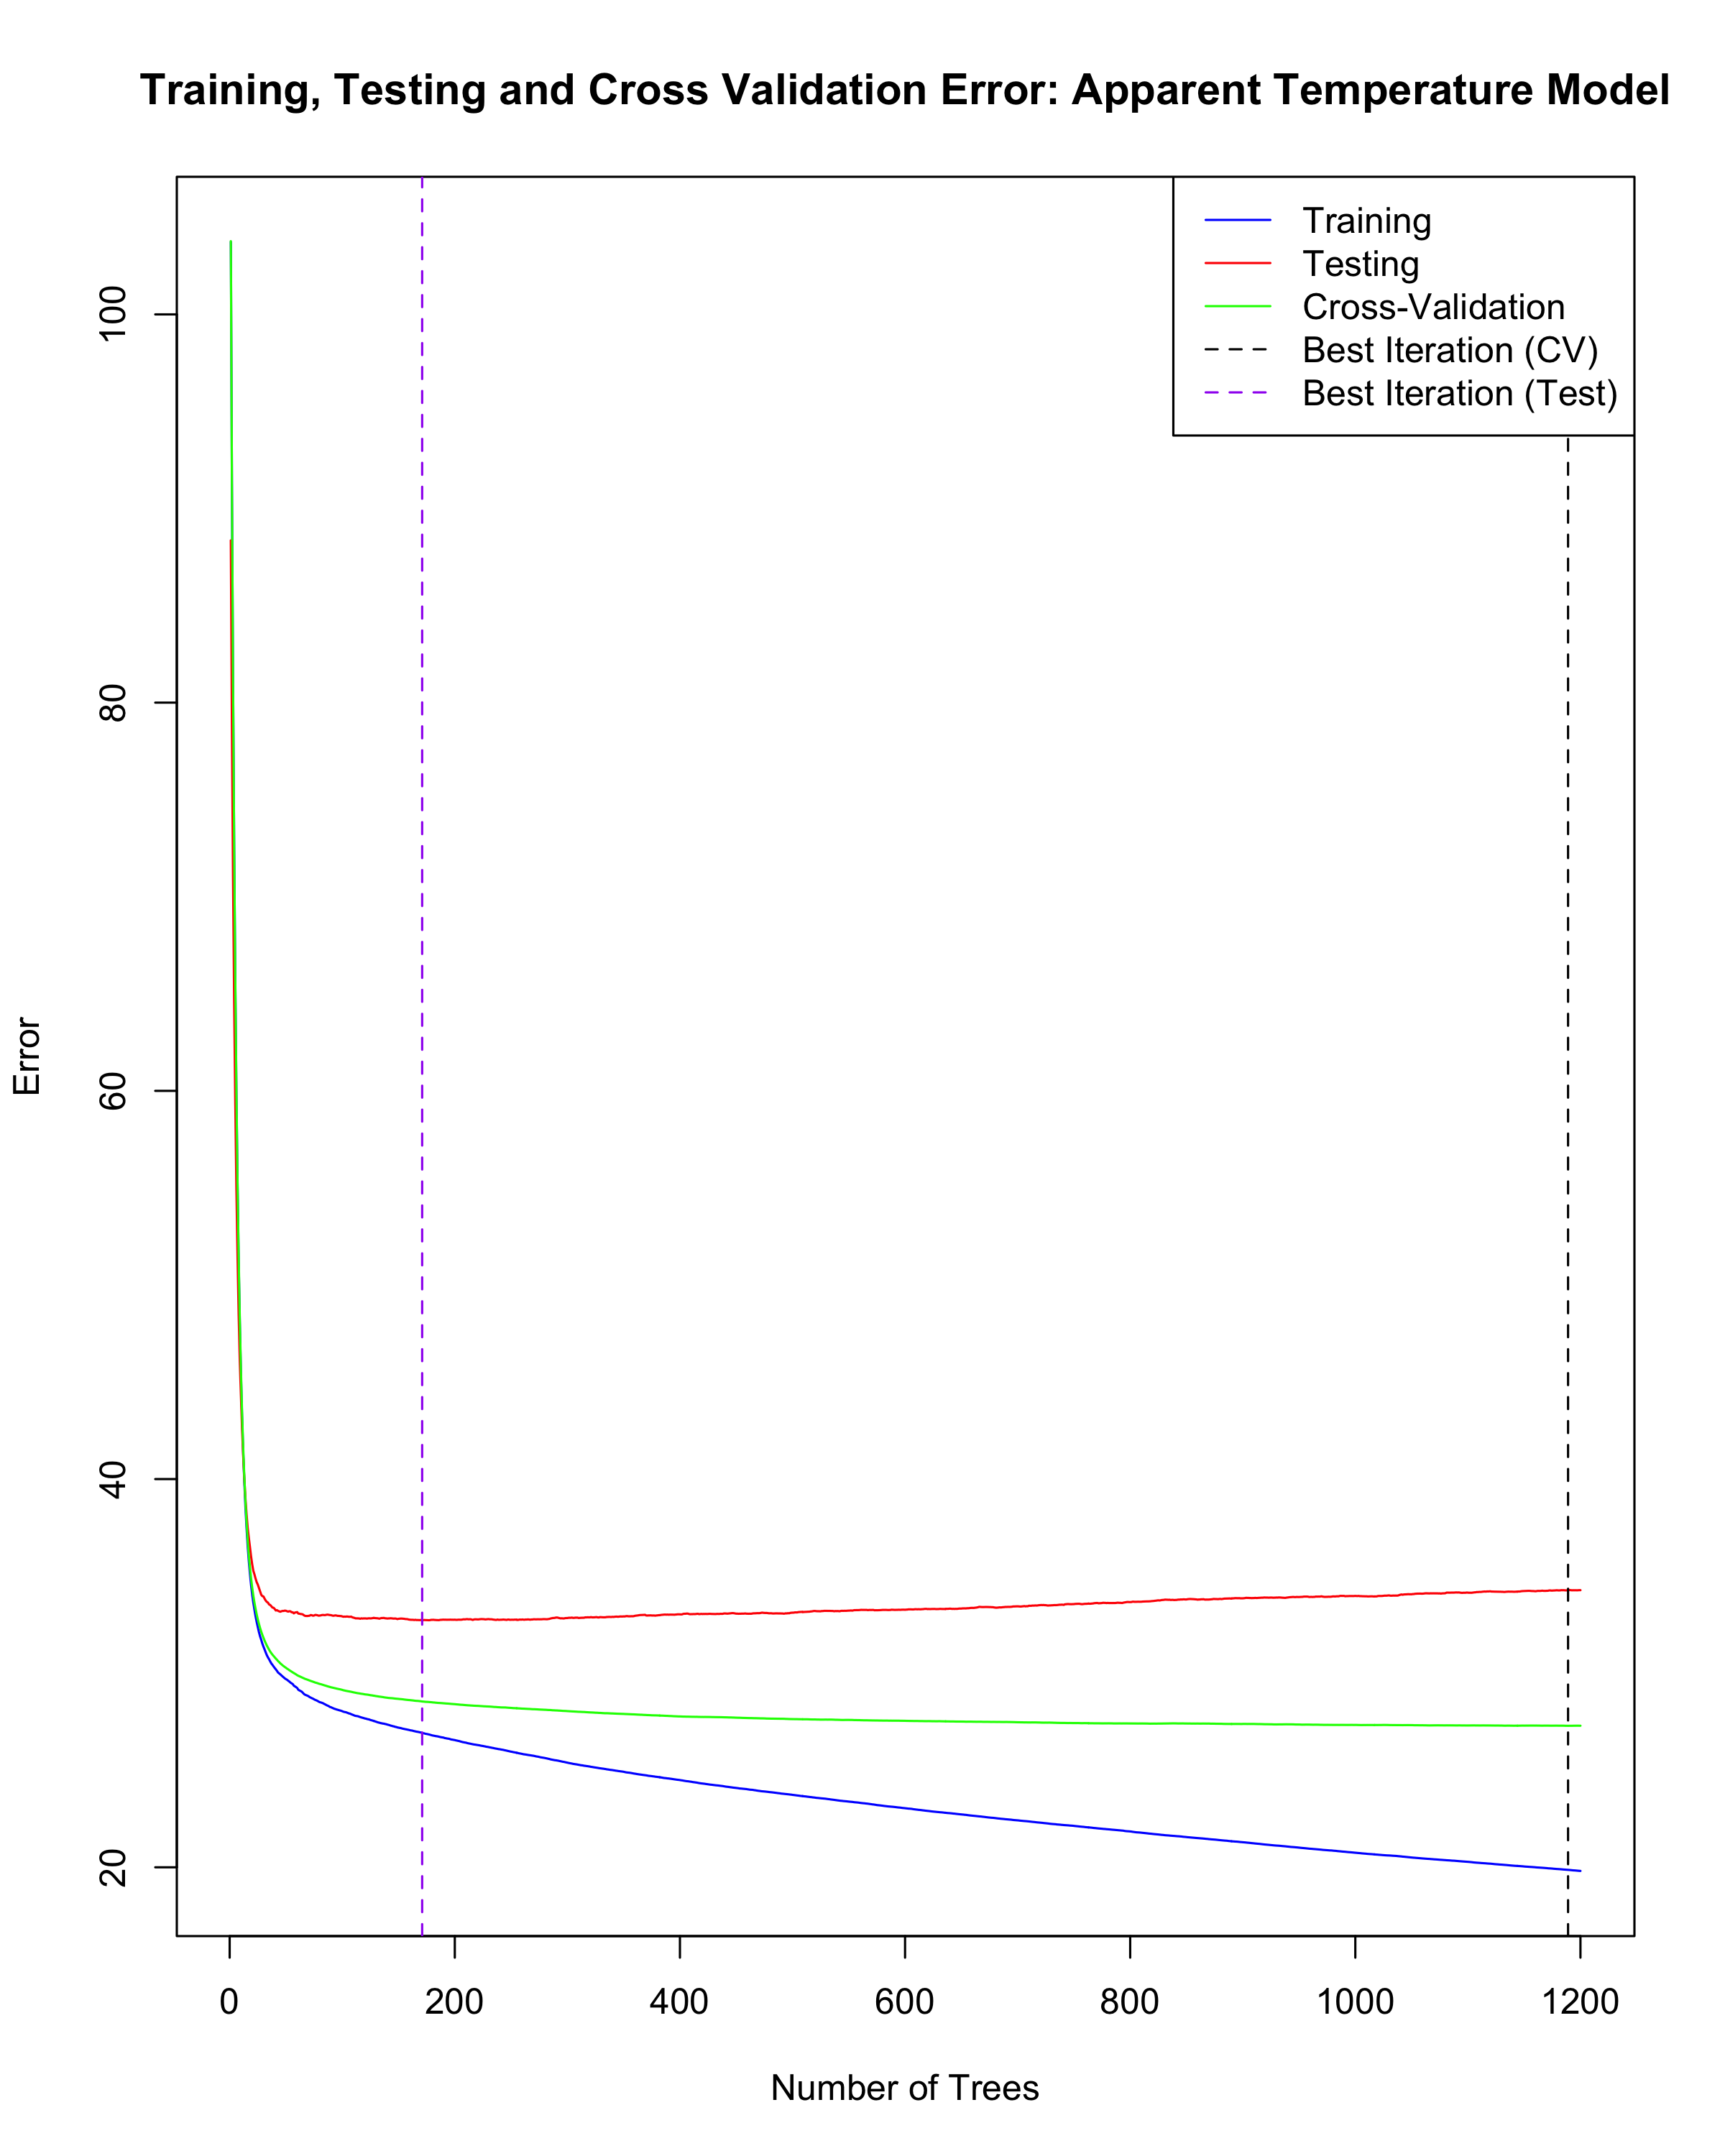 Training, Testing and Cross Validation Error: Apparent Temperature Model
Training
Testing
Cross-Validation
Best Iteration (CV)
Best Iteration (Test)
Error
100
80
60
40
20
0
200
400
600
800
1000
1200
Number of Trees